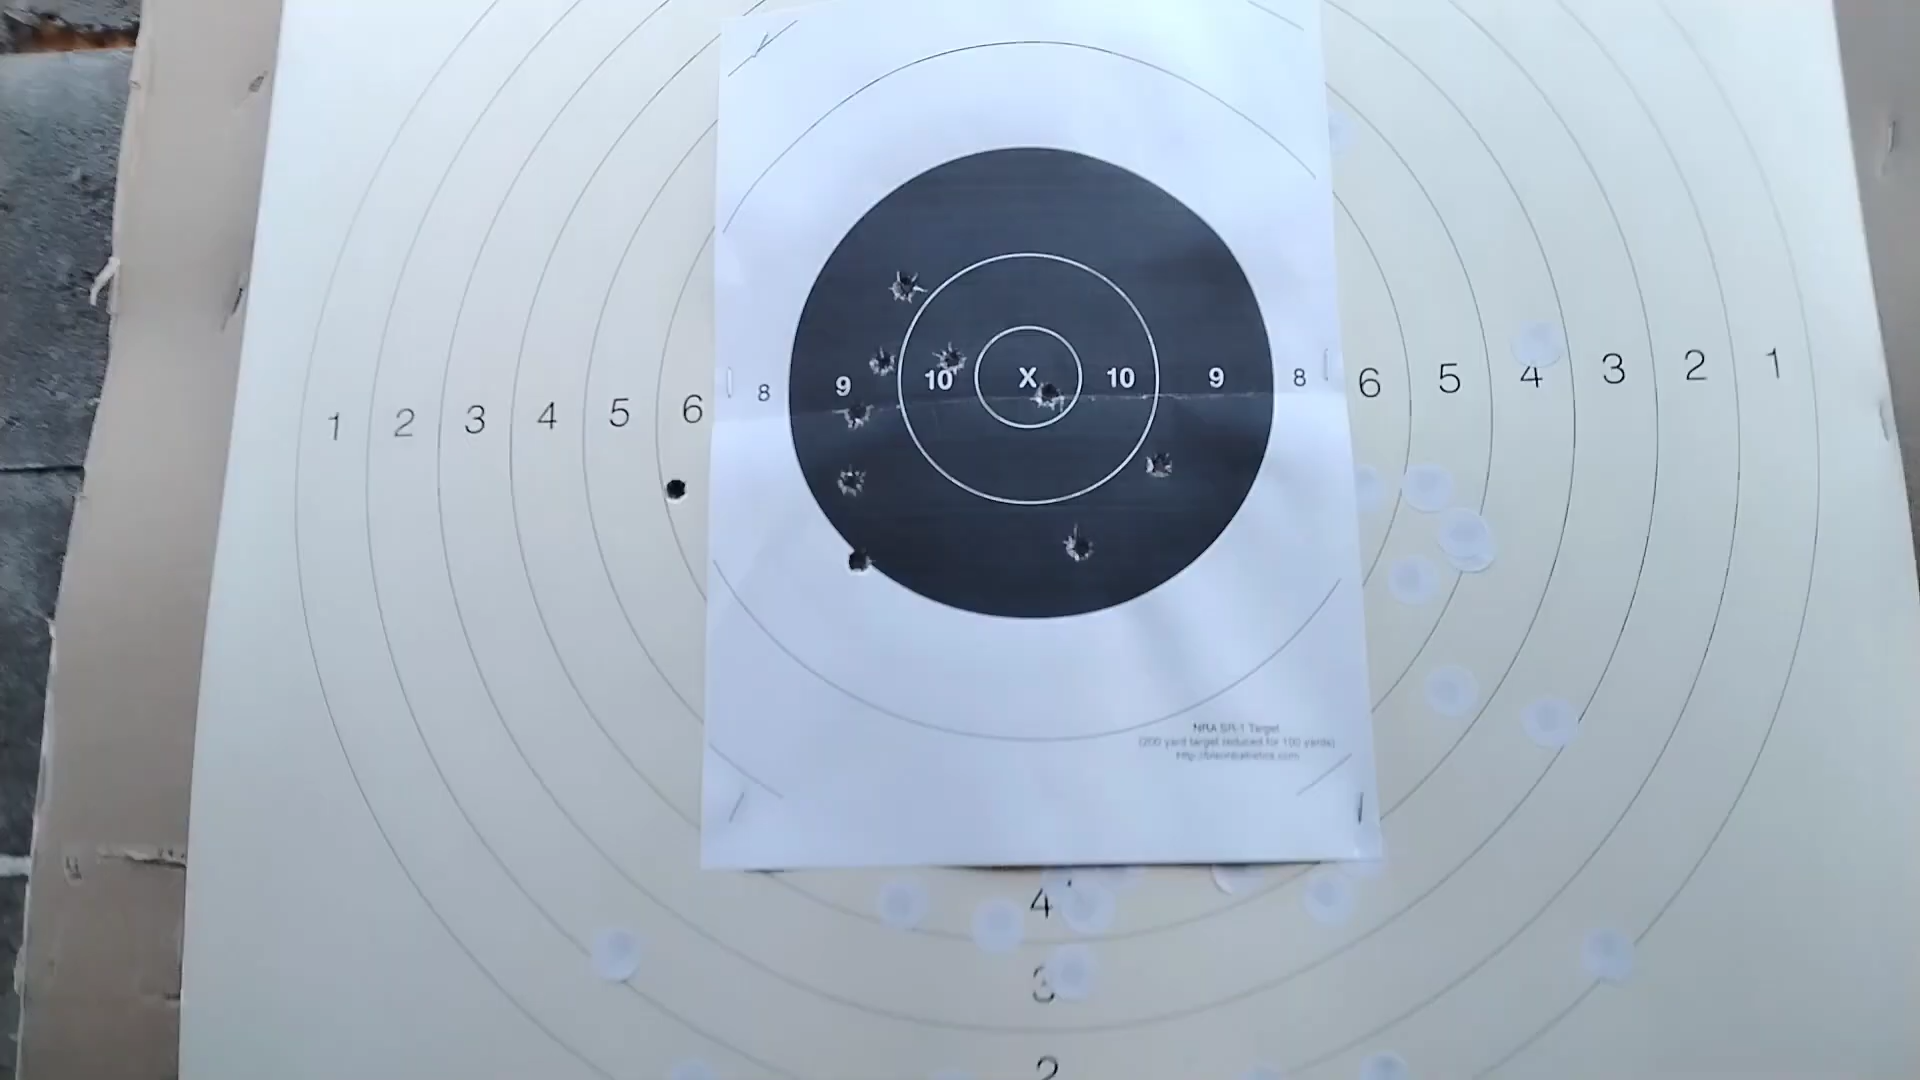 1 2 3 4 5 6 8 9 10 X 10 9 8 6 5 4 3 2 1
NRA SR-1 Target
(200 yard target reduced for 100 yards)
4
3
2